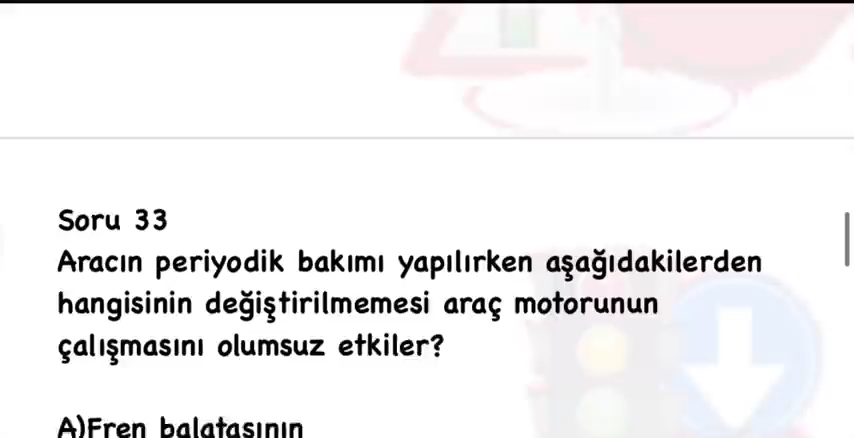 Soru 33
Aracın periyodik bakımı yapılırken aşağıdakilerden
hangisinin değiştirilmemesi araç motorunun
çalışmasını olumsuz etkiler?
A)Fren balatasının